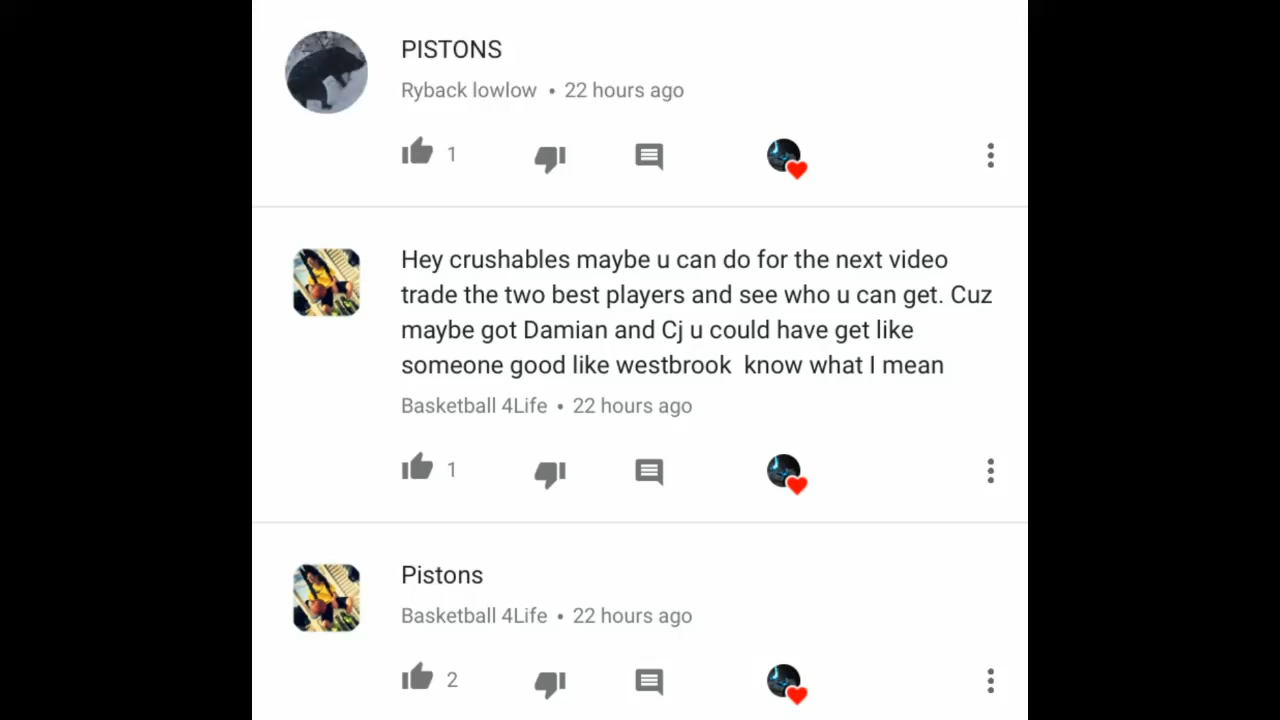 PISTONS
Ryback lowlow • 22 hours ago
1
Hey crushables maybe u can do for the next video
trade the two best players and see who u can get. Cuz
maybe got Damian and Cj u could have get like
someone good like westbrook  know what I mean
Basketball 4Life • 22 hours ago
1
Pistons
Basketball 4Life • 22 hours ago
2